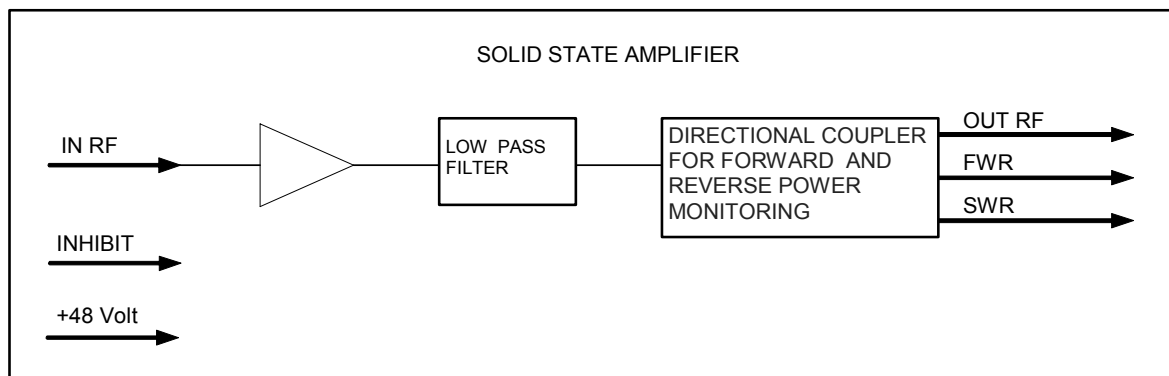 SOLID STATE AMPLIFIER
IN RF
LOW PASS
FILTER
DIRECTIONAL COUPLER
FOR FORWARD AND
REVERSE POWER
MONITORING
OUT RF
FWR
SWR
INHIBIT
+48 Volt